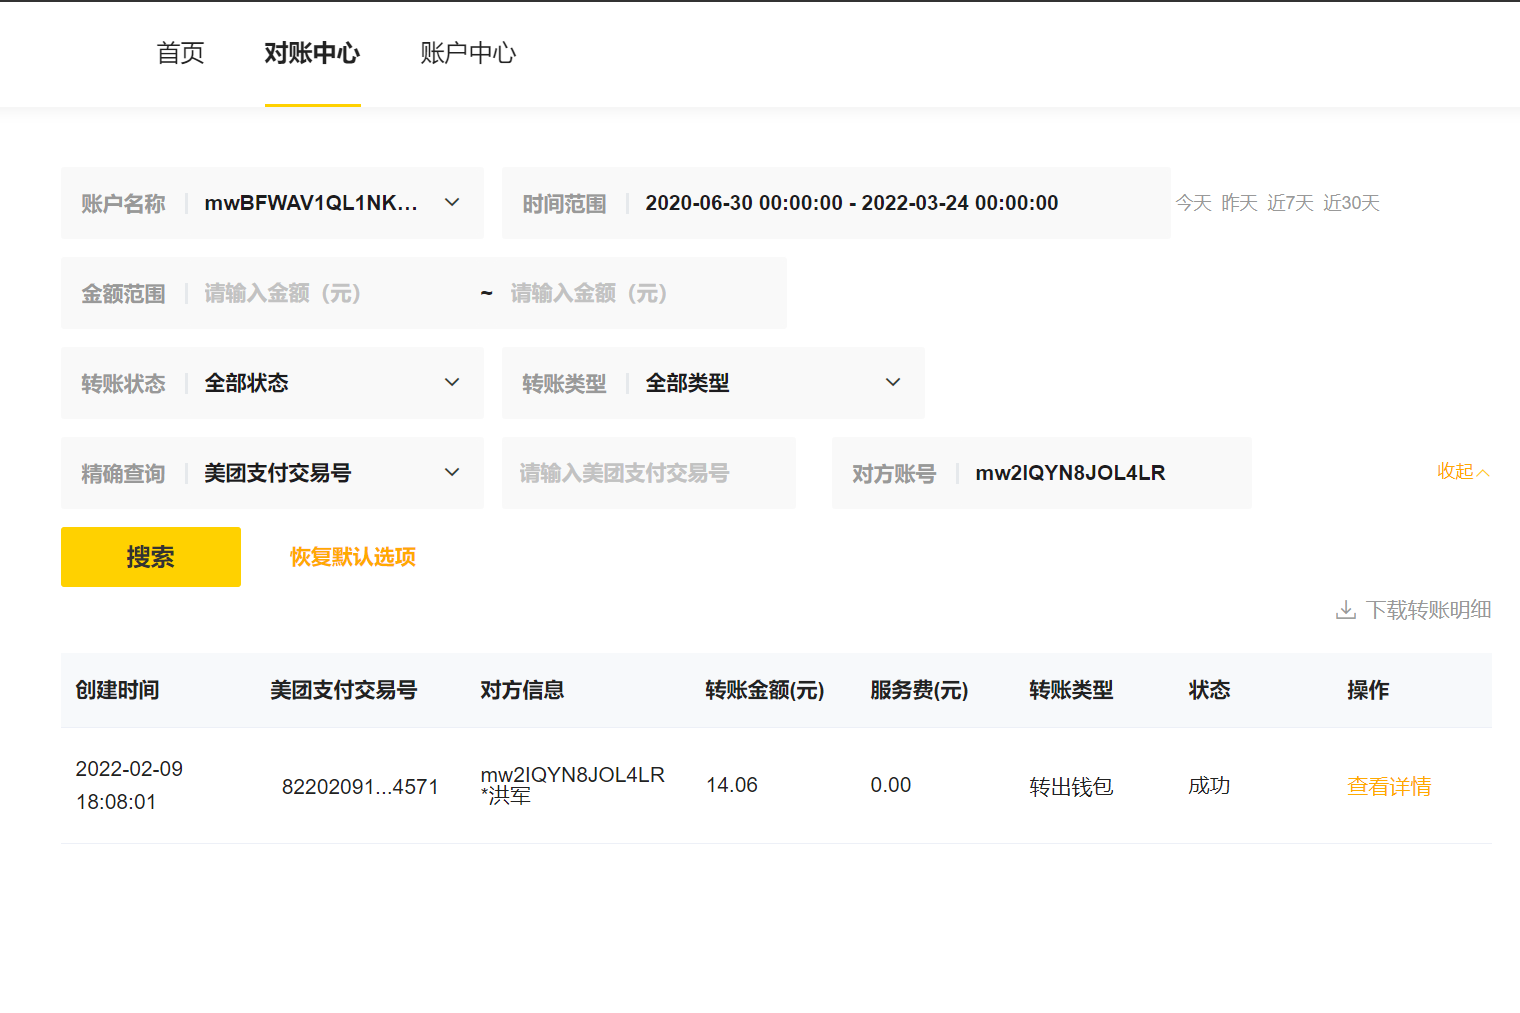 首页 对账中心 账户中心
账户名称 mwBFWAV1QL1NK... 时间范围 2020-06-30 00:00:00 - 2022-03-24 00:00:00 今天 昨天 近7天 近30天
金额范围 请输入金额（元） ~ 请输入金额（元）
转账状态 全部状态 转账类型 全部类型
精确查询 美团支付交易号 请输入美团支付交易号 对方账号 mw2IQYN8JOL4LR 收起
搜索 恢复默认选项
下载转账明细
创建时间 美团支付交易号 对方信息 转账金额(元) 服务费(元) 转账类型 状态 操作
2022-02-09
18:08:01
82202091...4571
mw2IQYN8JOL4LR
*洪军
14.06 0.00 转出钱包 成功 查看详情